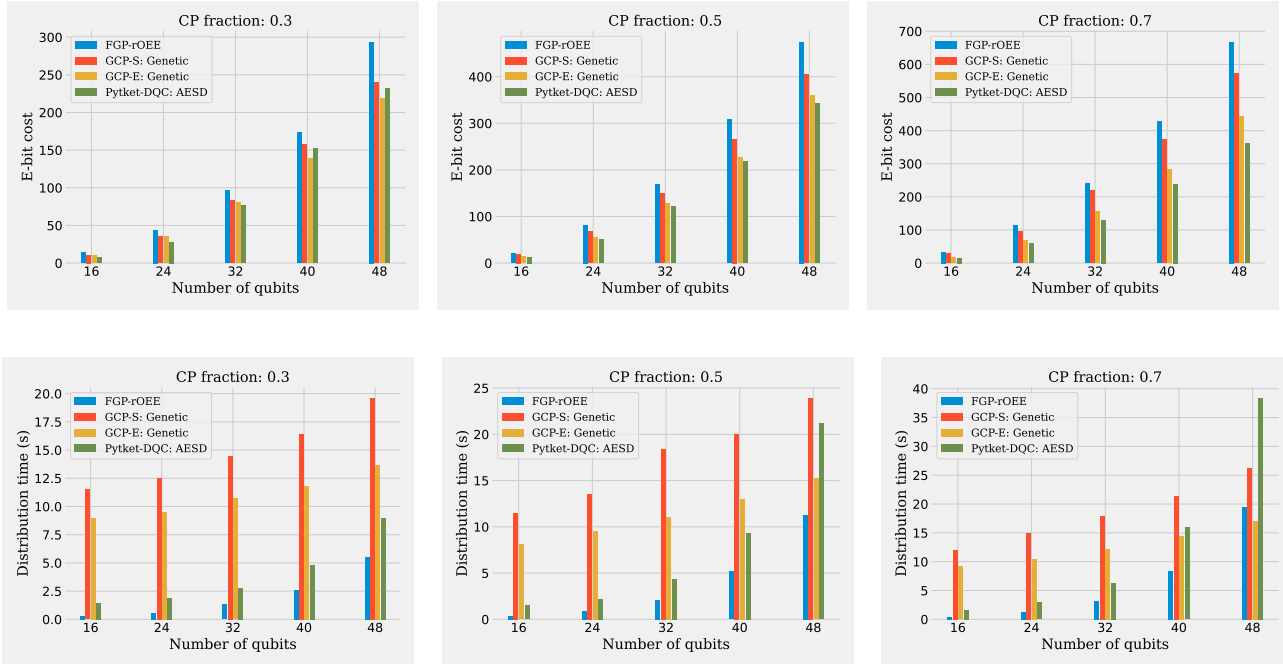 CP fraction: 0.3
300
250
200
150
100
50
0
E-bit cost
FGP-rOEE
GCP-S: Genetic
GCP-E: Genetic
Pytket-DQC: AESD
16 24 32 40 48
Number of qubits
CP fraction: 0.5
400
300
200
100
0
E-bit cost
FGP-rOEE
GCP-S: Genetic
GCP-E: Genetic
Pytket-DQC: AESD
16 24 32 40 48
Number of qubits
CP fraction: 0.7
700
600
500
400
300
200
100
0
E-bit cost
FGP-rOEE
GCP-S: Genetic
GCP-E: Genetic
Pytket-DQC: AESD
16 24 32 40 48
Number of qubits
CP fraction: 0.3
20.0
17.5
15.0
12.5
10.0
7.5
5.0
2.5
0.0
Distribution time (s)
FGP-rOEE
GCP-S: Genetic
GCP-E: Genetic
Pytket-DQC: AESD
16 24 32 40 48
Number of qubits
CP fraction: 0.5
25
20
15
10
5
0
Distribution time (s)
FGP-rOEE
GCP-S: Genetic
GCP-E: Genetic
Pytket-DQC: AESD
16 24 32 40 48
Number of qubits
CP fraction: 0.7
40
35
30
25
20
15
10
5
0
Distribution time (s)
FGP-rOEE
GCP-S: Genetic
GCP-E: Genetic
Pytket-DQC: AESD
16 24 32 40 48
Number of qubits